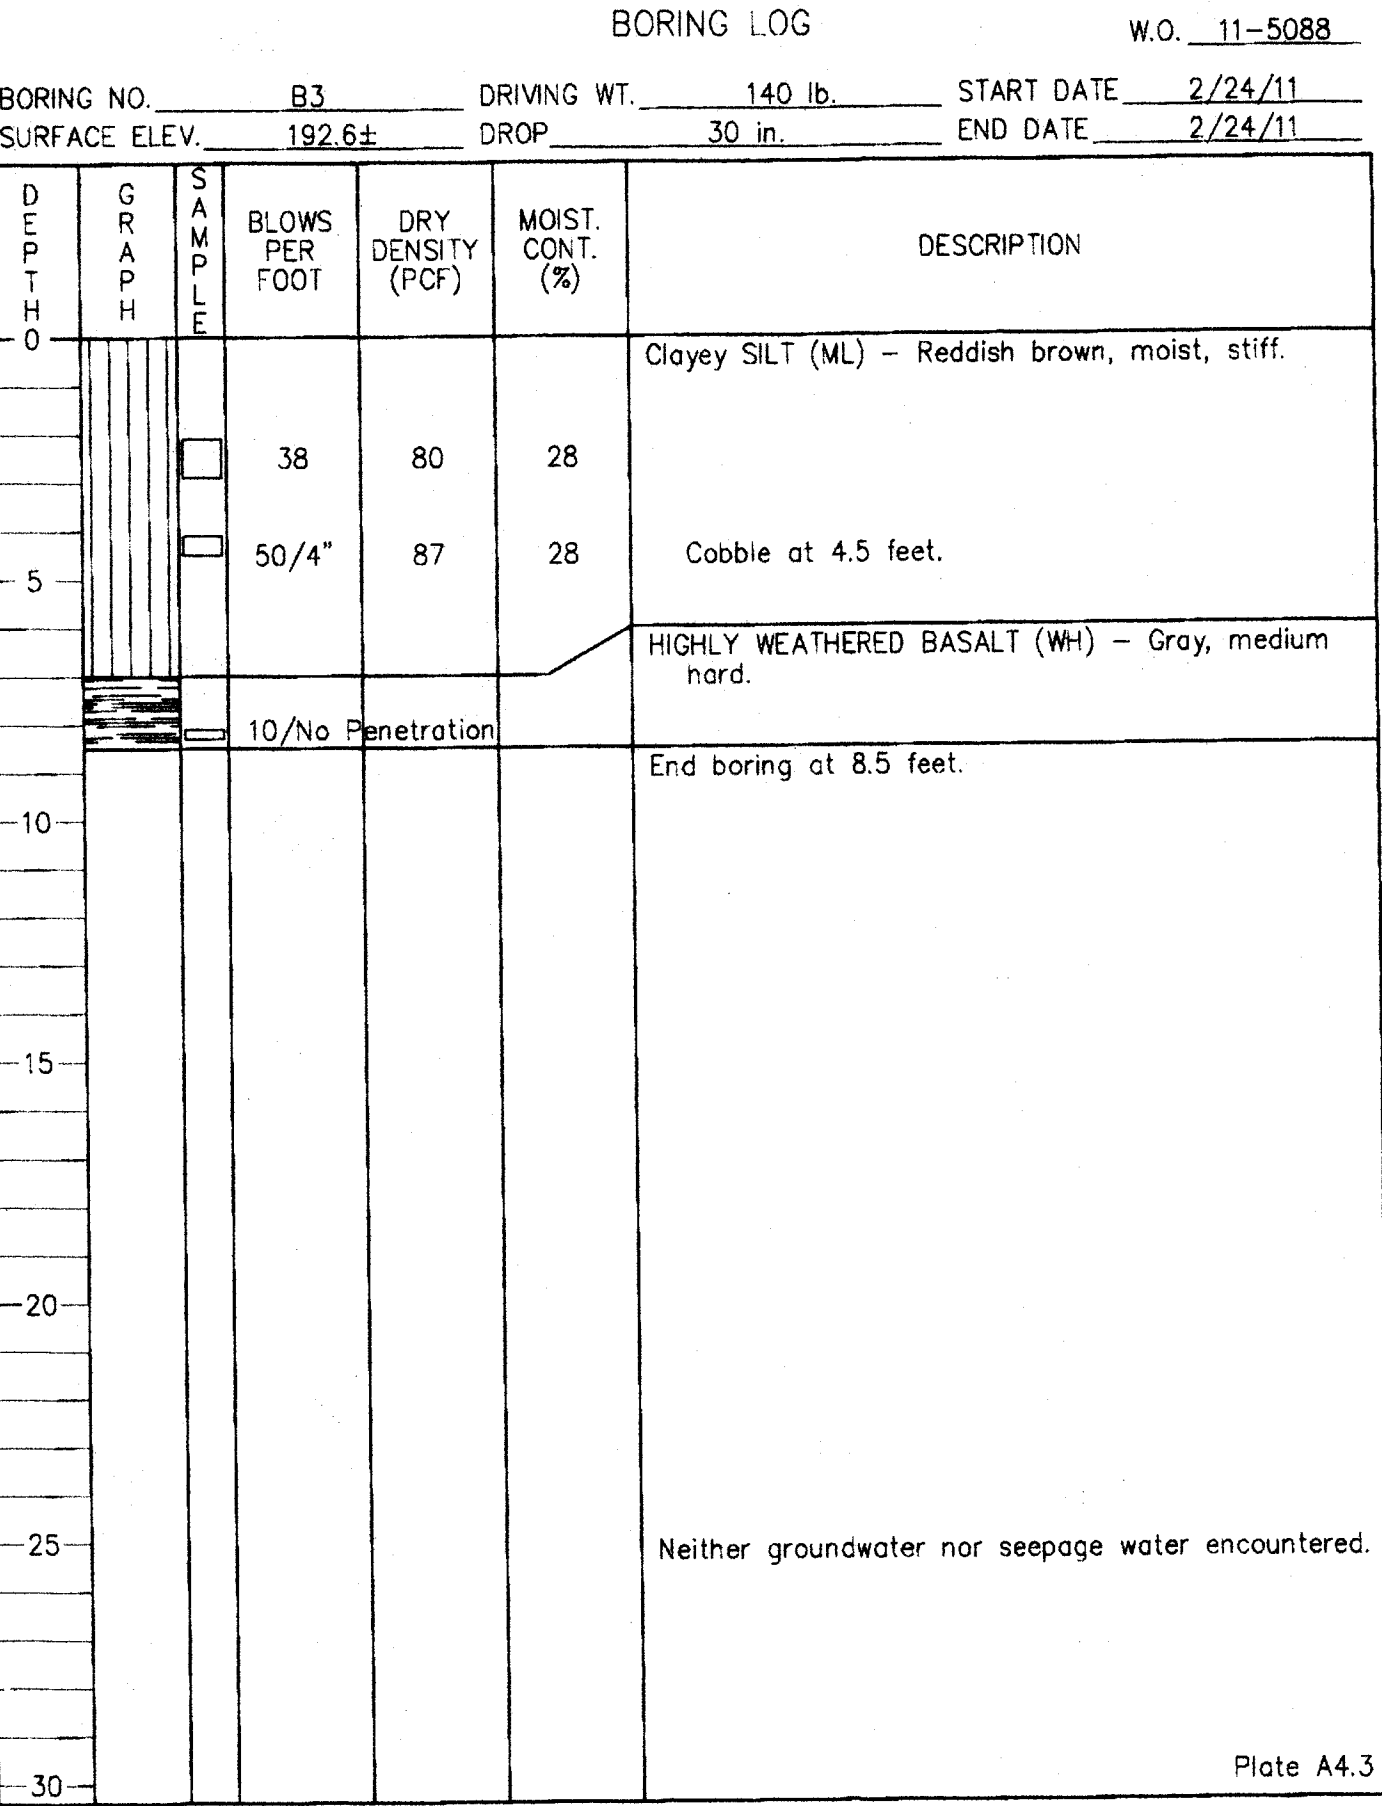 BORING LOG
W.O. 11-5088
BORING NO. B3 DRIVING WT. 140 lb. START DATE 2/24/11
SURFACE ELEV. 192.6± DROP 30 in. END DATE 2/24/11
DEPTH GRAPH SAMPLE BLOWS PER FOOT DRY DENSITY (PCF) MOIST. CONT. (%) DESCRIPTION
0
Clayey SILT (ML) – Reddish brown, moist, stiff.
38 80 28
50/4" 87 28 Cobble at 4.5 feet.
5
HIGHLY WEATHERED BASALT (WH) – Gray, medium
hard.
10/No Penetration
End boring at 8.5 feet.
10
15
20
25 Neither groundwater nor seepage water encountered.
Plate A4.3
30